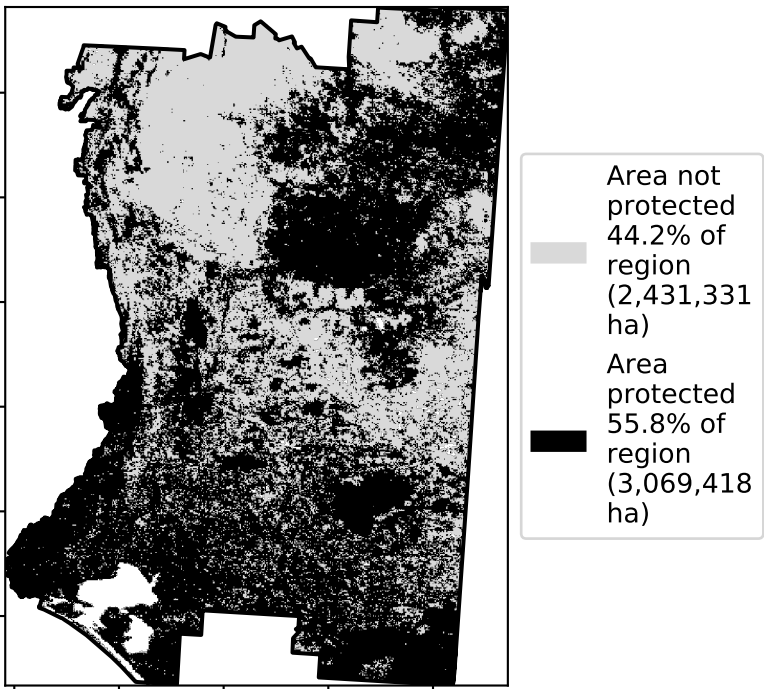 Area not
protected
44.2% of
region
(2,431,331
ha)
Area
protected
55.8% of
region
(3,069,418
ha)